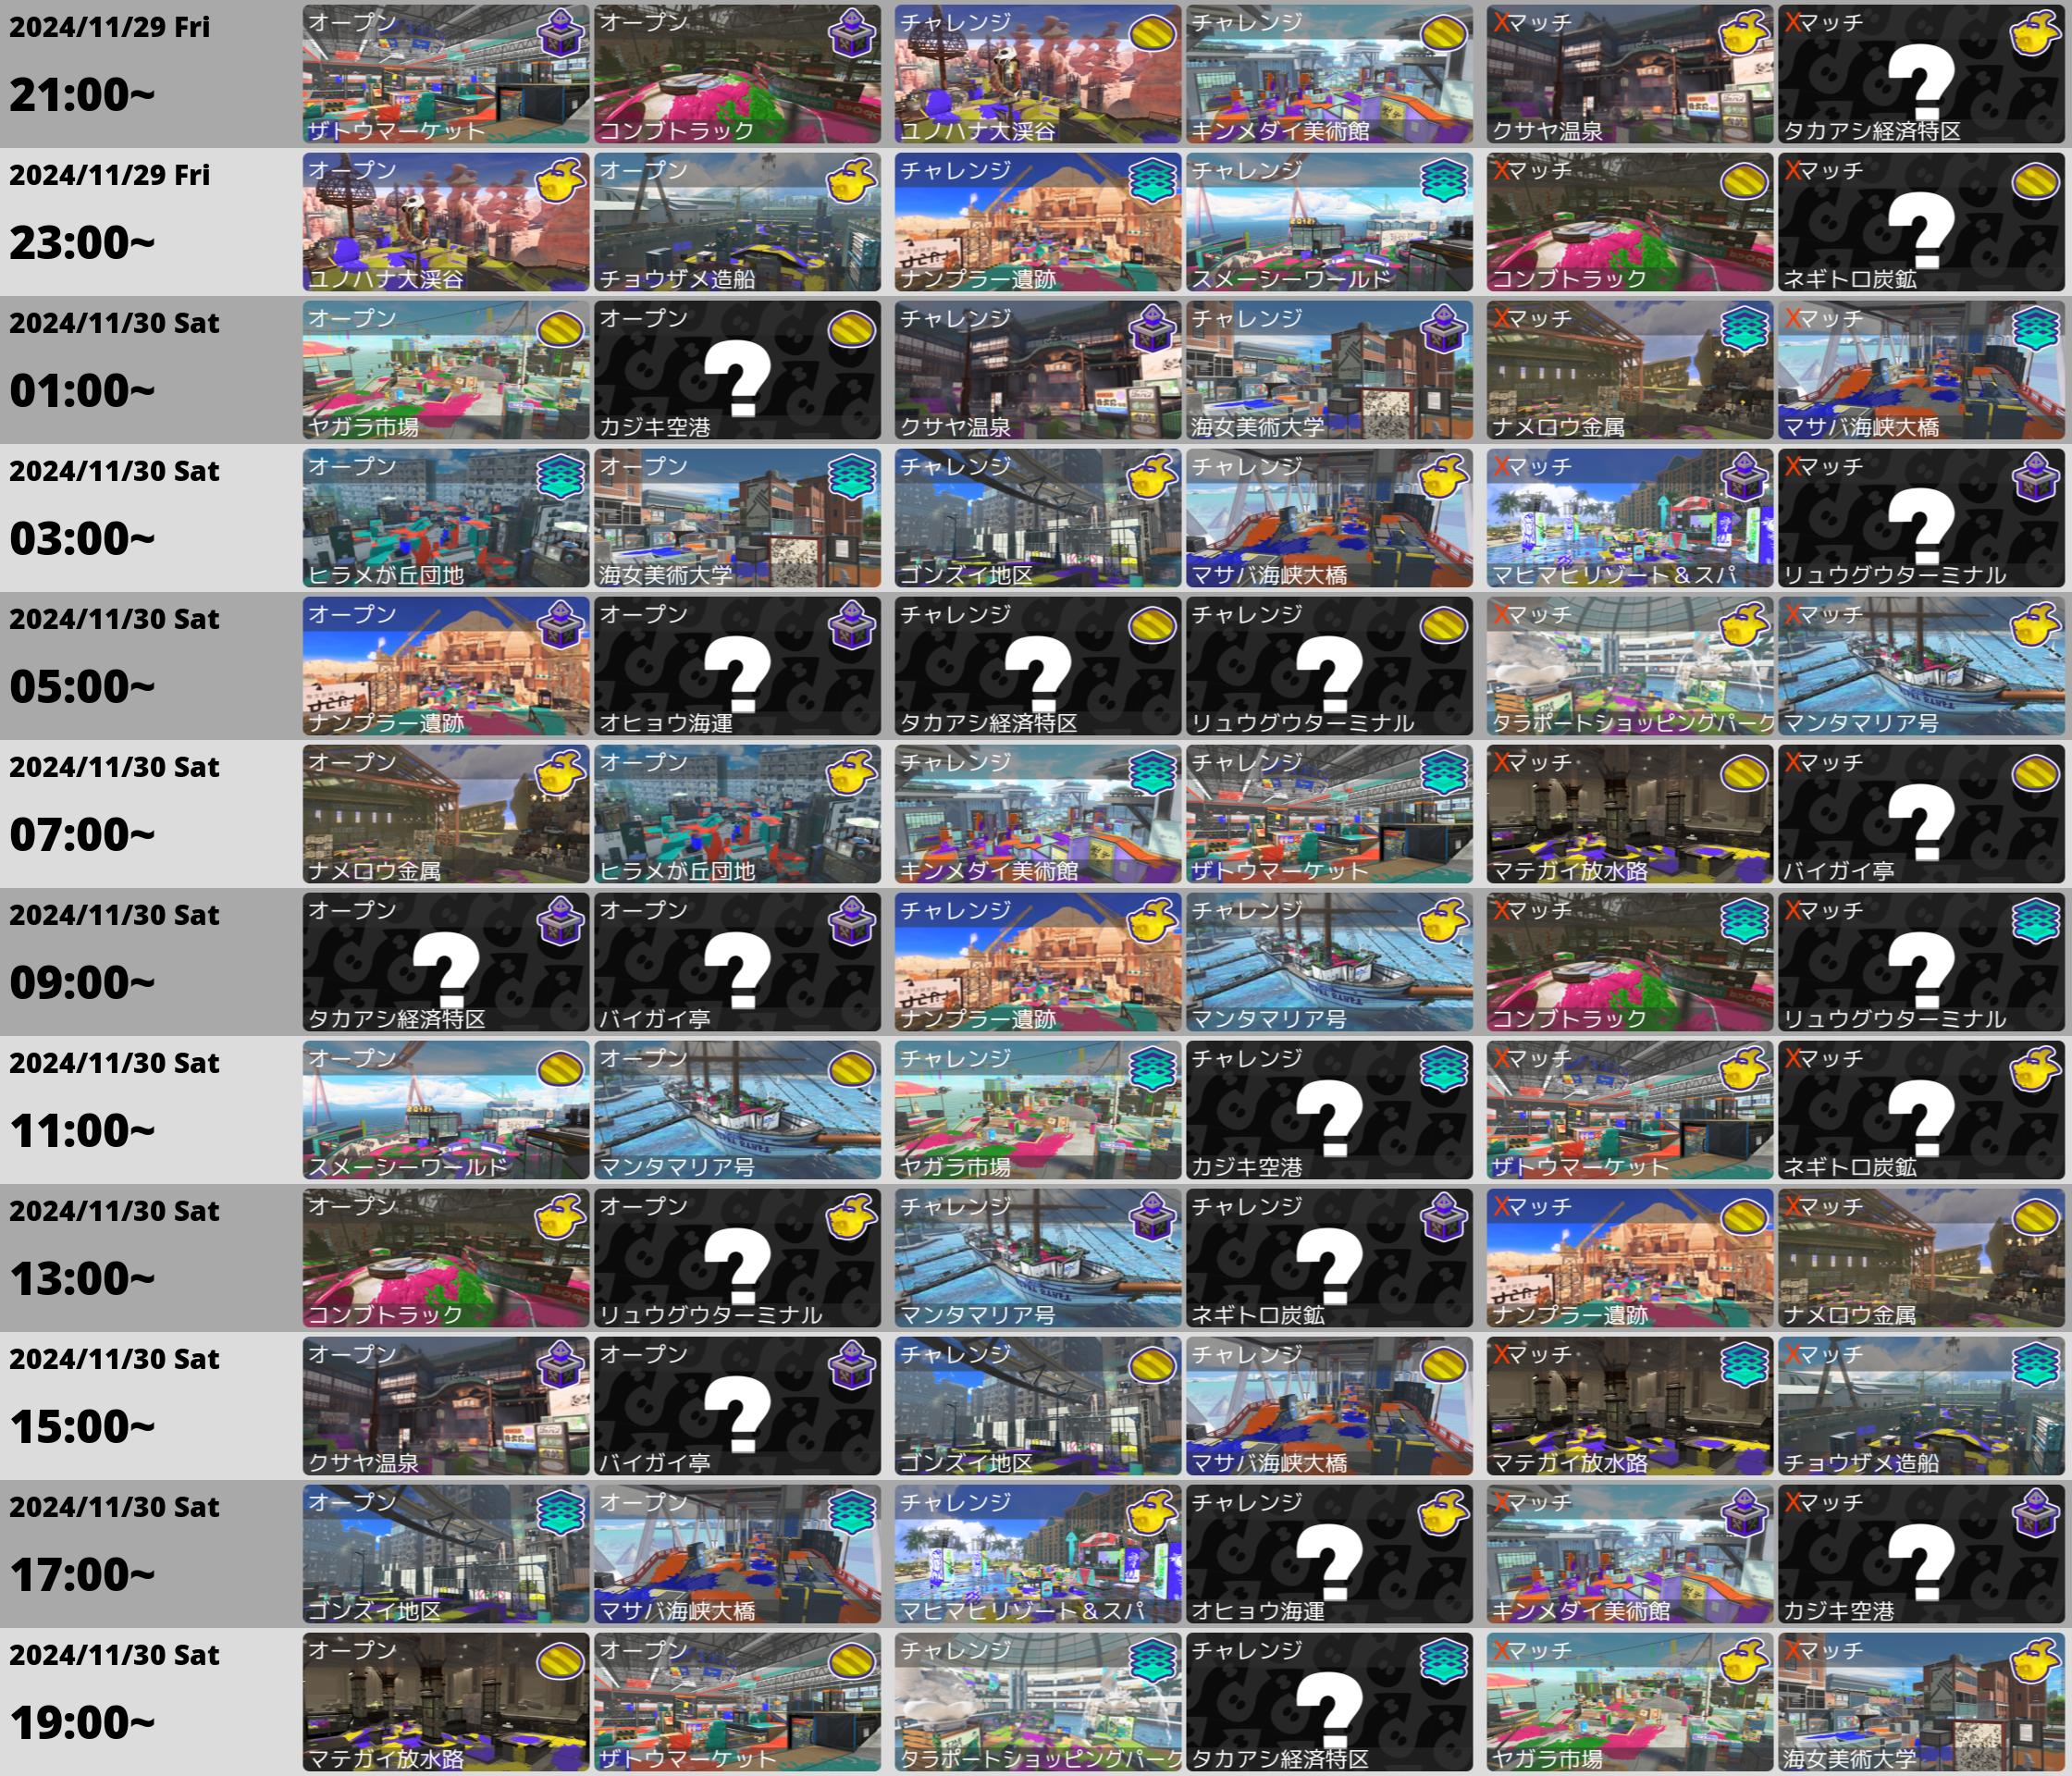 2024/11/29 Fri
21:00~
オープン
ザトウマーケット
オープン
コンブトラック
チャレンジ
ユノハナ大渓谷
チャレンジ
キンメダイ美術館
Xマッチ
クサヤ温泉
Xマッチ
?
タカアシ経済特区
2024/11/29 Fri
23:00~
オープン
ユノハナ大渓谷
オープン
チョウザメ造船
チャレンジ
ナンプラー遺跡
チャレンジ
スメーシーワールド
Xマッチ
コンブトラック
Xマッチ
?
ネギトロ炭鉱
2024/11/30 Sat
01:00~
オープン
ヤガラ市場
オープン
?
カジキ空港
チャレンジ
クサヤ温泉
チャレンジ
海女美術大学
Xマッチ
ナメロウ金属
Xマッチ
マサバ海峡大橋
2024/11/30 Sat
03:00~
オープン
ヒラメが丘団地
オープン
海女美術大学
チャレンジ
ゴンズイ地区
チャレンジ
マサバ海峡大橋
Xマッチ
マヒマヒリゾート&スパ
Xマッチ
?
リュウグウターミナル
2024/11/30 Sat
05:00~
オープン
ナンプラー遺跡
オープン
?
オヒョウ海運
チャレンジ
?
タカアシ経済特区
チャレンジ
?
リュウグウターミナル
Xマッチ
タラポートショッピングパーク
Xマッチ
マンタマリア号
2024/11/30 Sat
07:00~
オープン
ナメロウ金属
オープン
ヒラメが丘団地
チャレンジ
キンメダイ美術館
チャレンジ
ザトウマーケット
Xマッチ
マテガイ放水路
Xマッチ
?
バイガイ亭
2024/11/30 Sat
09:00~
オープン
?
タカアシ経済特区
オープン
?
バイガイ亭
チャレンジ
ナンプラー遺跡
チャレンジ
マンタマリア号
Xマッチ
コンブトラック
Xマッチ
?
リュウグウターミナル
2024/11/30 Sat
11:00~
オープン
スメーシーワールド
オープン
マンタマリア号
チャレンジ
ヤガラ市場
チャレンジ
?
カジキ空港
Xマッチ
ザトウマーケット
Xマッチ
?
ネギトロ炭鉱
2024/11/30 Sat
13:00~
オープン
コンブトラック
オープン
?
リュウグウターミナル
チャレンジ
マンタマリア号
チャレンジ
?
ネギトロ炭鉱
Xマッチ
ナンプラー遺跡
Xマッチ
ナメロウ金属
2024/11/30 Sat
15:00~
オープン
クサヤ温泉
オープン
?
バイガイ亭
チャレンジ
ゴンズイ地区
チャレンジ
マサバ海峡大橋
Xマッチ
マテガイ放水路
Xマッチ
チョウザメ造船
2024/11/30 Sat
17:00~
オープン
ゴンズイ地区
オープン
マサバ海峡大橋
チャレンジ
マヒマヒリゾート&スパ
チャレンジ
?
オヒョウ海運
Xマッチ
キンメダイ美術館
Xマッチ
?
カジキ空港
2024/11/30 Sat
19:00~
オープン
マテガイ放水路
オープン
ザトウマーケット
チャレンジ
タラポートショッピングパーク
チャレンジ
?
タカアシ経済特区
Xマッチ
ヤガラ市場
Xマッチ
海女美術大学